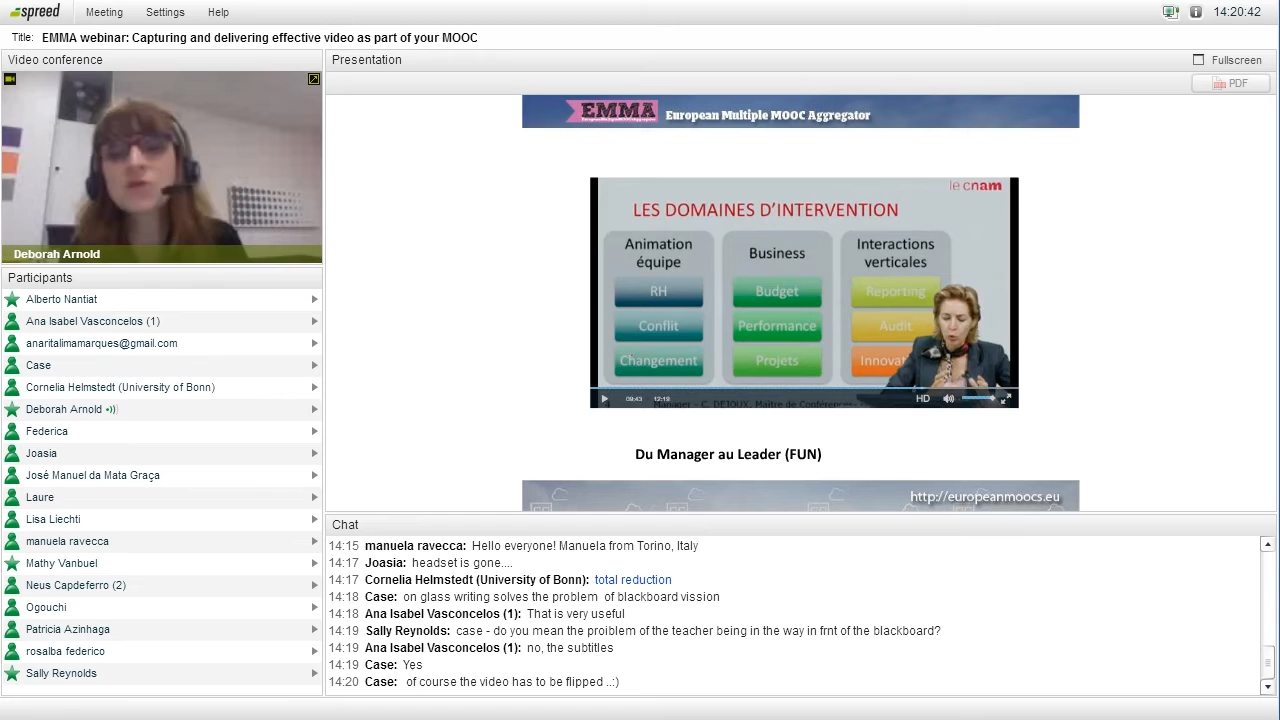 spreed Meeting Settings Help 14:20:42
Title: EMMA webinar: Capturing and delivering effective video as part of your MOOC
Video conference
Deborah Arnold
Participants
Alberto Nantiat
Ana Isabel Vasconcelos (1)
anartalimamarques@gmail.com
Case
Cornelia Helmstedt (University of Bonn)
Deborah Arnold
Federica
Joasia
José Manuel da Mata Graça
Laure
Lisa Liechti
manuela ravecca
Mathy Vanbuel
Neus Capdeferro (2)
Ogouchi
Patricia Azinhaga
rosalba federico
Sally Reynolds
Presentation Fullscreen
PDF
EMMA European Multiple MOOC Aggregator
le cnam
LES DOMAINES D'INTERVENTION
Animation équipe
RH
Conflit
Changement
Business
Budget
Performance
Projets
Interactions verticales
Reporting
Audit
09:43 12:19 HD
Du Manager au Leader (FUN)
http://europeanmoocs.eu
Chat
14:15 manuela ravecca: Hello everyone! Manuela from Torino, Italy
14:17 Joasia: headset is gone....
14:17 Cornelia Helmstedt (University of Bonn): total reduction
14:18 Case: on glass writing solves the problem of blackboard vission
14:18 Ana Isabel Vasconcelos (1): That is very useful
14:19 Sally Reynolds: case - do you mean the proiblem of the teacher being in the way in frnt of the blackboard?
14:19 Ana Isabel Vasconcelos (1): no, the subtitles
14:19 Case: Yes
14:20 Case: of course the video has to be flipped ..:)